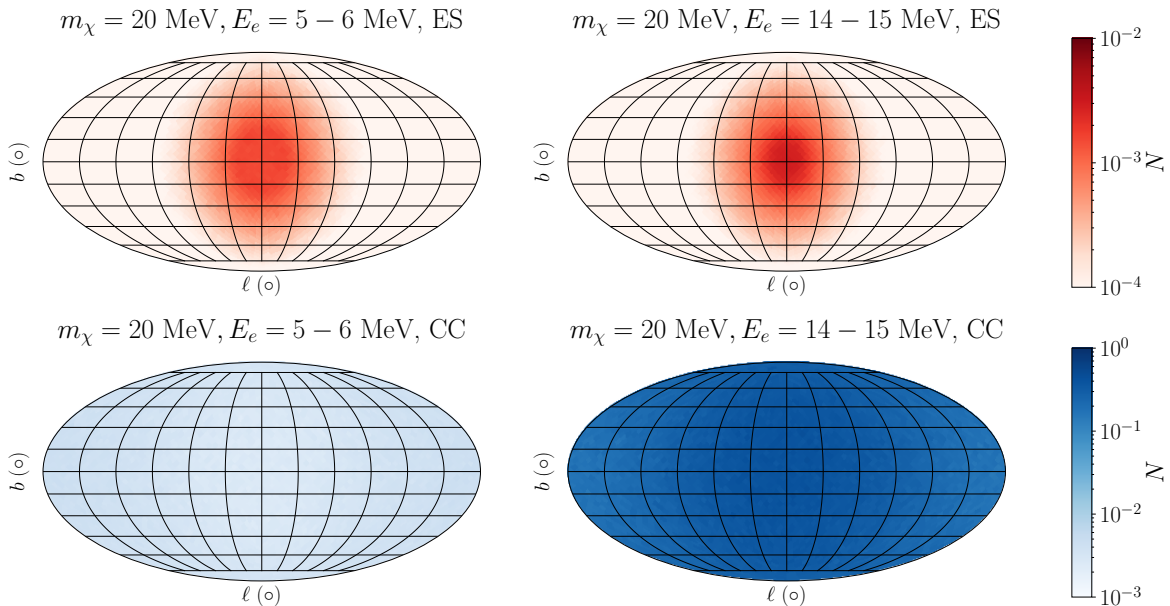 m_χ = 20 MeV, E_e = 5 − 6 MeV, ES
m_χ = 20 MeV, E_e = 14 − 15 MeV, ES
b (○)
ℓ (○)
b (○)
ℓ (○)
10^{-2}
10^{-3}
10^{-4}
N
m_χ = 20 MeV, E_e = 5 − 6 MeV, CC
m_χ = 20 MeV, E_e = 14 − 15 MeV, CC
b (○)
ℓ (○)
b (○)
ℓ (○)
10^{0}
10^{-1}
10^{-2}
10^{-3}
N